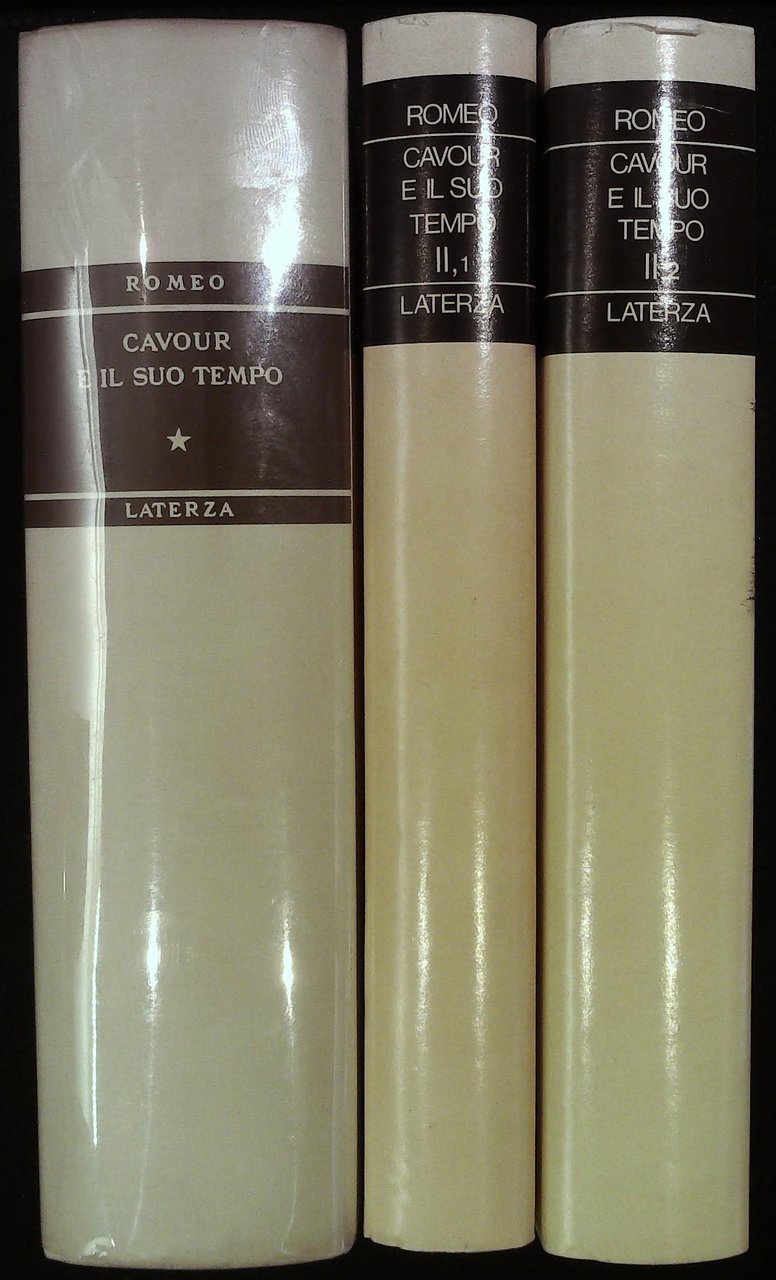 ROMEO
CAVOUR
E IL SUO TEMPO
LATERZA
ROMEO
CAVOUR
E IL SUO
TEMPO
II,1
LATERZA
ROMEO
CAVOUR
E IL SUO
TEMPO
II,2
LATERZA